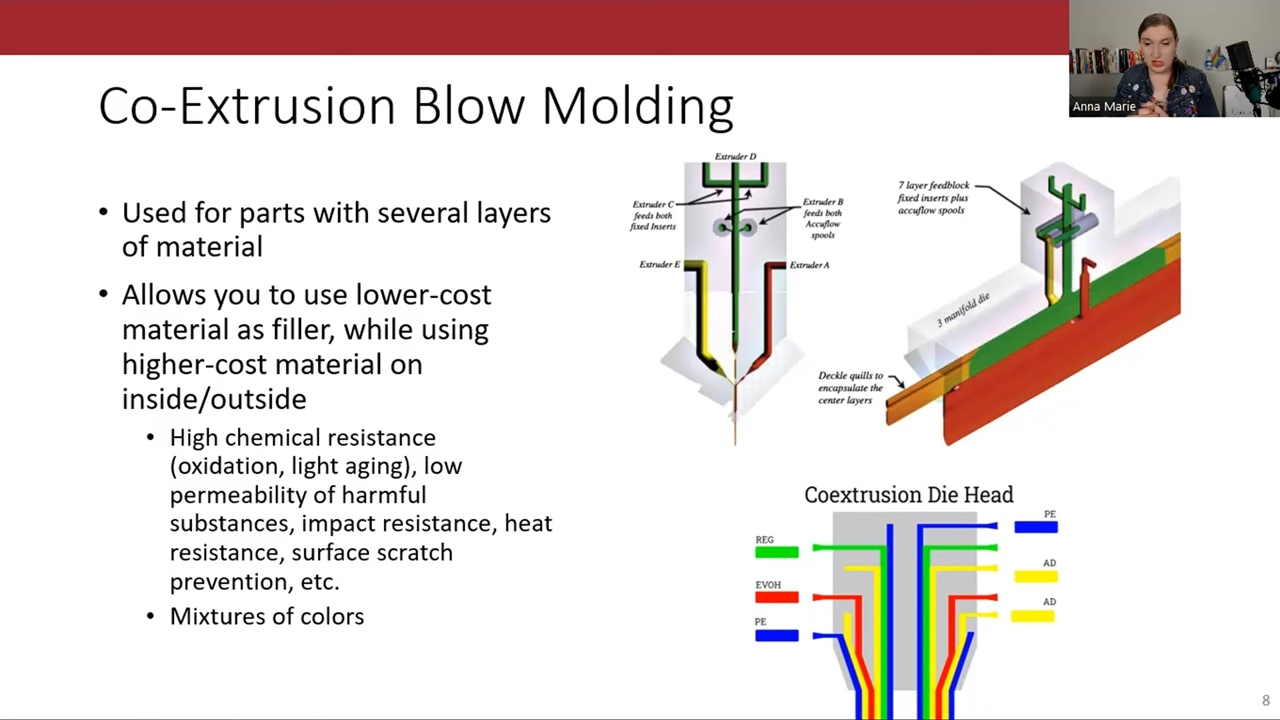 Anna Marie
Co-Extrusion Blow Molding
• Used for parts with several layers
of material
• Allows you to use lower-cost
material as filler, while using
higher-cost material on
inside/outside
• High chemical resistance
(oxidation, light aging), low
permeability of harmful
substances, impact resistance, heat
resistance, surface scratch
prevention, etc.
• Mixtures of colors
Extruder D
Extruder C
feeds both
fixed Inserts
Extruder B
feeds both
Accuflow
spools
Extruder E
Extruder A
7 layer feedblock
fixed inserts plus
accuflow spools
3 manifold die
Deckle quills to
encapsulate the
center layers
Coextrusion Die Head
PE
REG
AD
EVOH
AD
PE
8